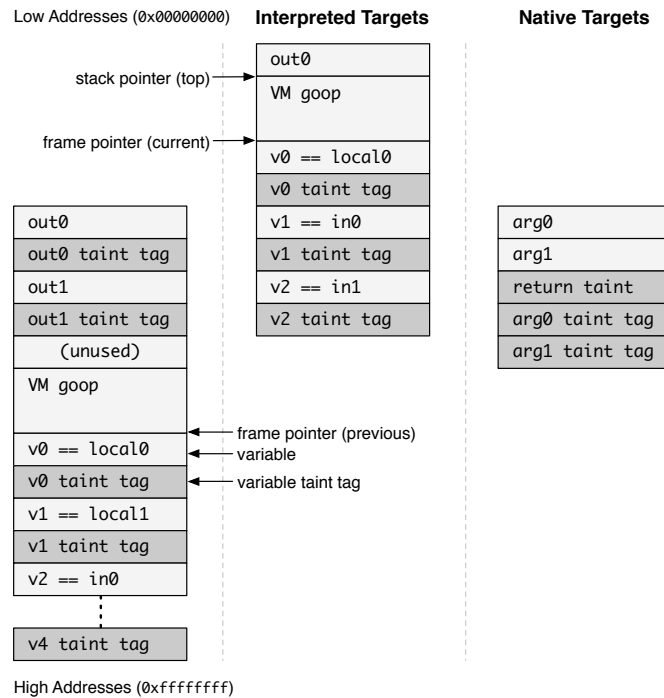 Low Addresses (0x00000000)
Interpreted Targets
Native Targets
out0
stack pointer (top)
VM goop
frame pointer (current)
v0 == local0
v0 taint tag
v1 == in0
v1 taint tag
v2 == in1
v2 taint tag
out0
out0 taint tag
out1
out1 taint tag
(unused)
VM goop
frame pointer (previous)
v0 == local0
variable
v0 taint tag
variable taint tag
v1 == local1
v1 taint tag
v2 == in0
v4 taint tag
arg0
arg1
return taint
arg0 taint tag
arg1 taint tag
High Addresses (0xffffffff)